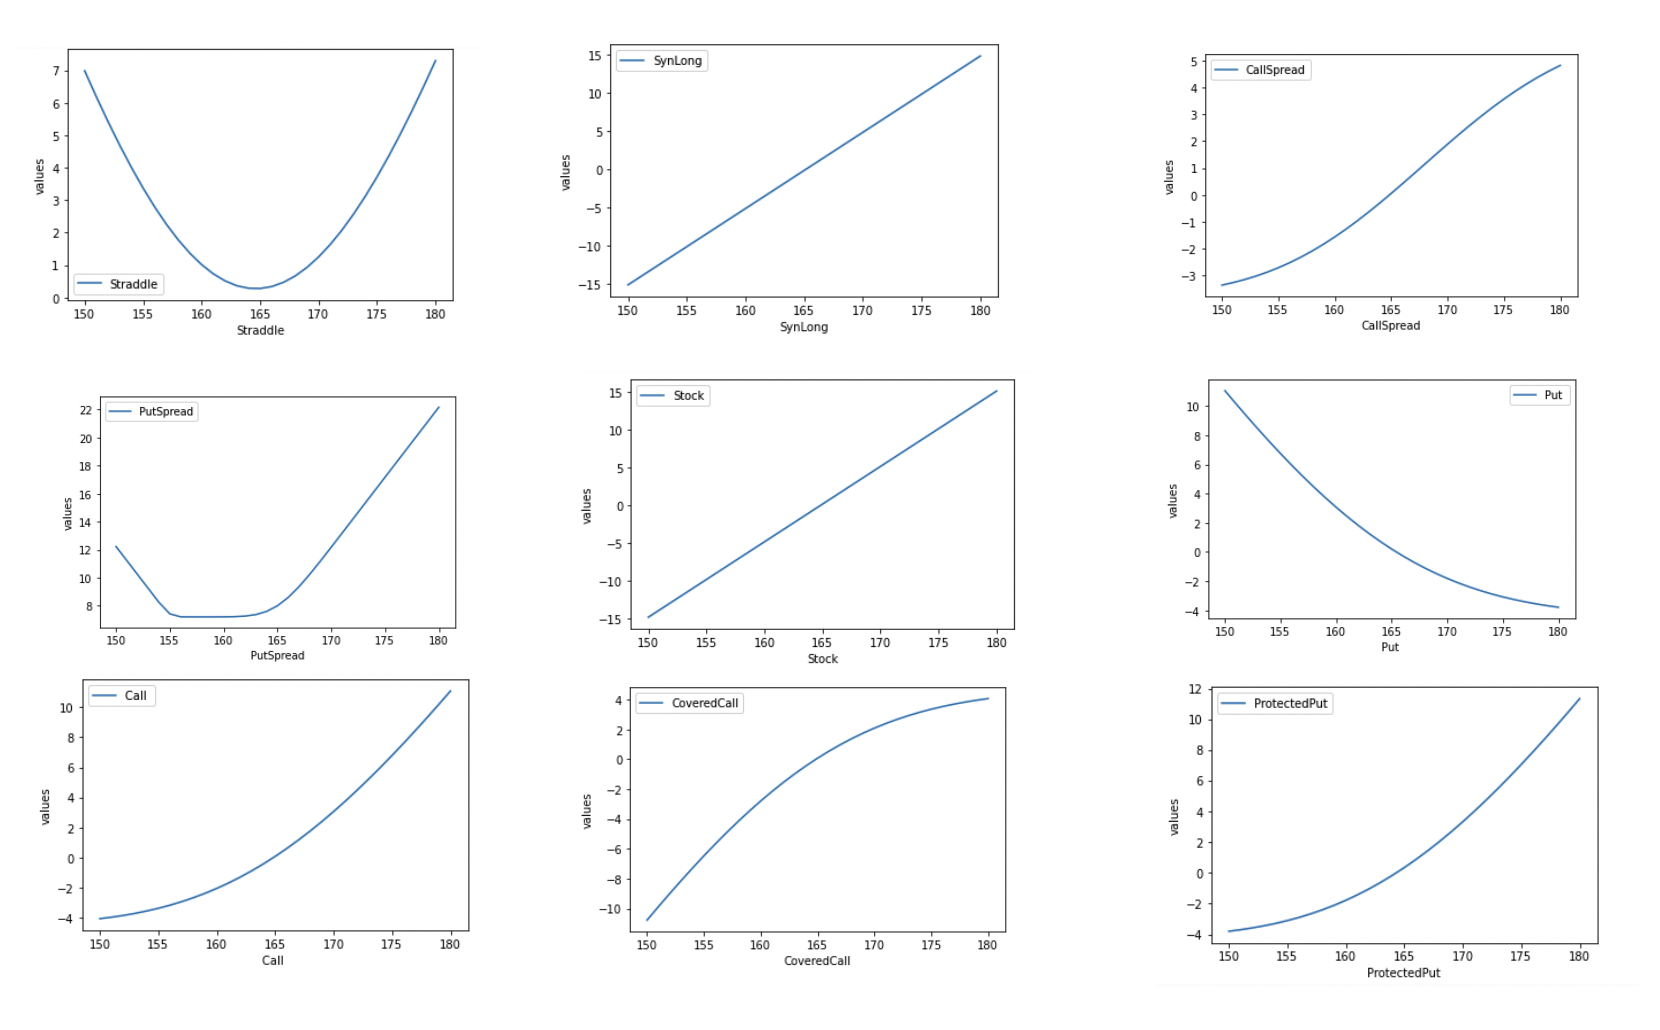 7
6
5
4
3
2
1
0
values
Straddle
150 155 160 165 170 175 180
Straddle
15
10
5
0
−5
−10
−15
values
SynLong
150 155 160 165 170 175 180
SynLong
5
4
3
2
1
0
−1
−2
−3
values
CallSpread
150 155 160 165 170 175 180
CallSpread
22
20
18
16
14
12
10
8
values
PutSpread
150 155 160 165 170 175 180
PutSpread
15
10
5
0
−5
−10
−15
values
Stock
150 155 160 165 170 175 180
Stock
10
8
6
4
2
0
−2
−4
values
Put
150 155 160 165 170 175 180
Put
10
8
6
4
2
0
−2
−4
values
Call
150 155 160 165 170 175 180
Call
4
2
0
−2
−4
−6
−8
−10
values
CoveredCall
150 155 160 165 170 175 180
CoveredCall
12
10
8
6
4
2
0
−2
−4
values
ProtectedPut
150 155 160 165 170 175 180
ProtectedPut